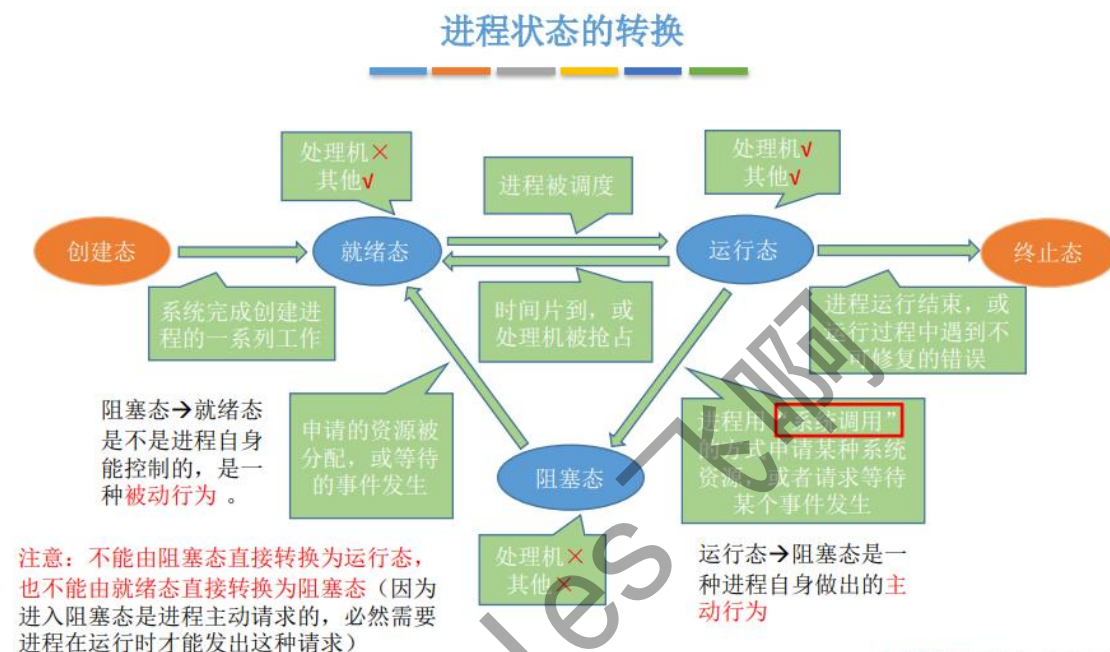 进程状态的转换
处理机×
其他√
进程被调度
处理机√
其他√
创建态
就绪态
运行态
终止态
系统完成创建进
程的一系列工作
时间片到，或
处理机被抢占
进程运行结束，或
运行过程中遇到不
可修复的错误
阻塞态→就绪态
是不是进程自身
能控制的，是一
种被动行为 。
申请的资源被
分配，或等待
的事件发生
进程用“系统调用”
的方式申请某种系统
资源，或者请求等待
某个事件发生
阻塞态
处理机×
其他×
注意：不能由阻塞态直接转换为运行态，
也不能由就绪态直接转换为阻塞态（因为
进入阻塞态是进程主动请求的，必然需要
进程在运行时才能发出这种请求）
运行态→阻塞态是一
种进程自身做出的主
动行为